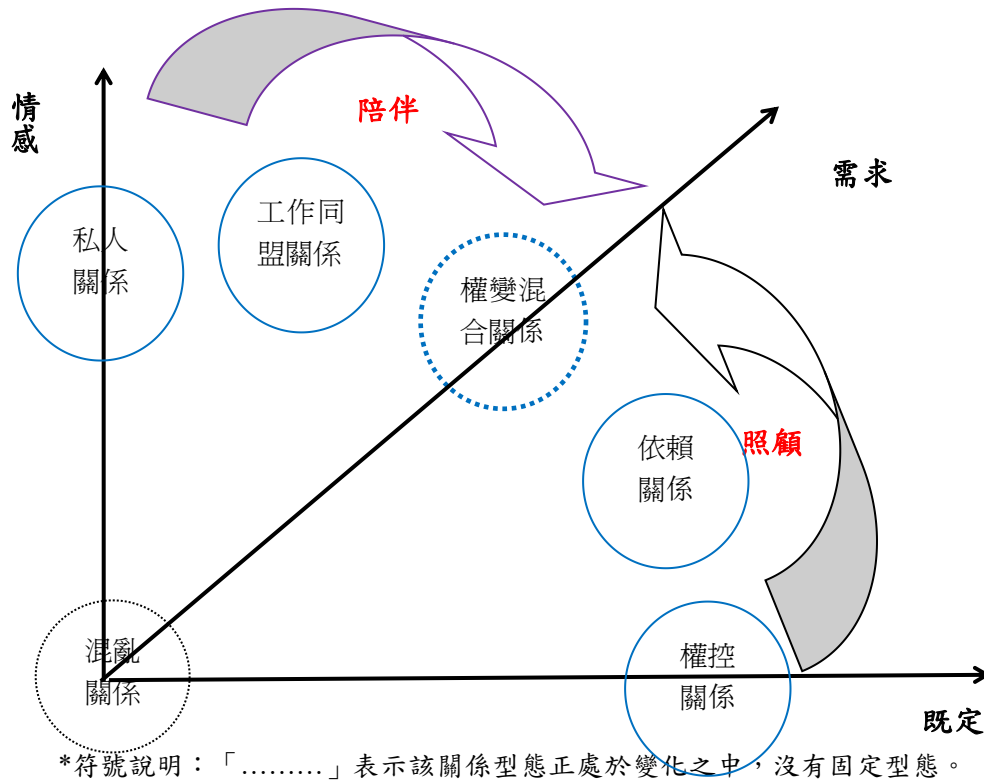 情
感
陪伴
需求
私人
關係
工作同
盟關係
權變混
合關係
依賴
關係
照顧
混亂
關係
權控
關係
既定
*符號說明：「………」表示該關係型態正處於變化之中，沒有固定型態。